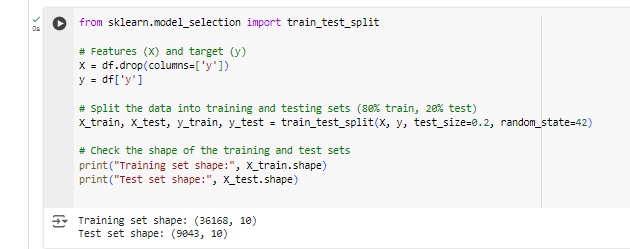 0s
from sklearn.model_selection import train_test_split
# Features (X) and target (y)
X = df.drop(columns=['y'])
y = df['y']
# Split the data into training and testing sets (80% train, 20% test)
X_train, X_test, y_train, y_test = train_test_split(X, y, test_size=0.2, random_state=42)
# Check the shape of the training and test sets
print("Training set shape:", X_train.shape)
print("Test set shape:", X_test.shape)
Training set shape: (36168, 10)
Test set shape: (9043, 10)